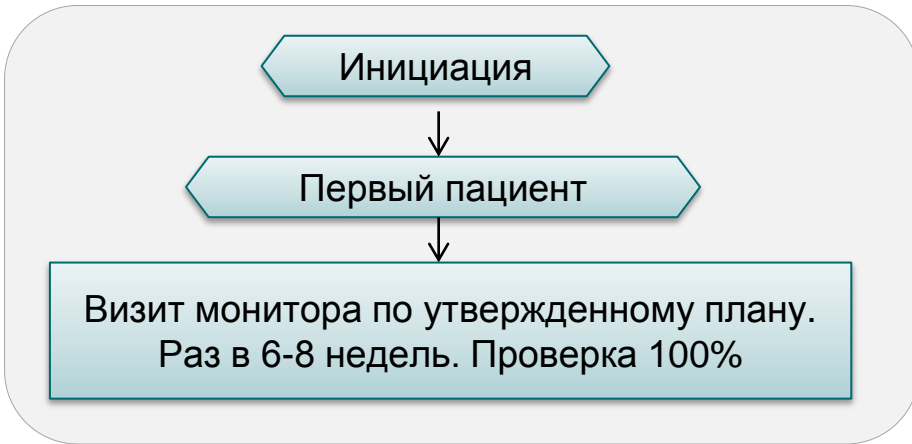 Инициация
Первый пациент
Визит монитора по утвержденному плану.
Раз в 6-8 недель. Проверка 100%